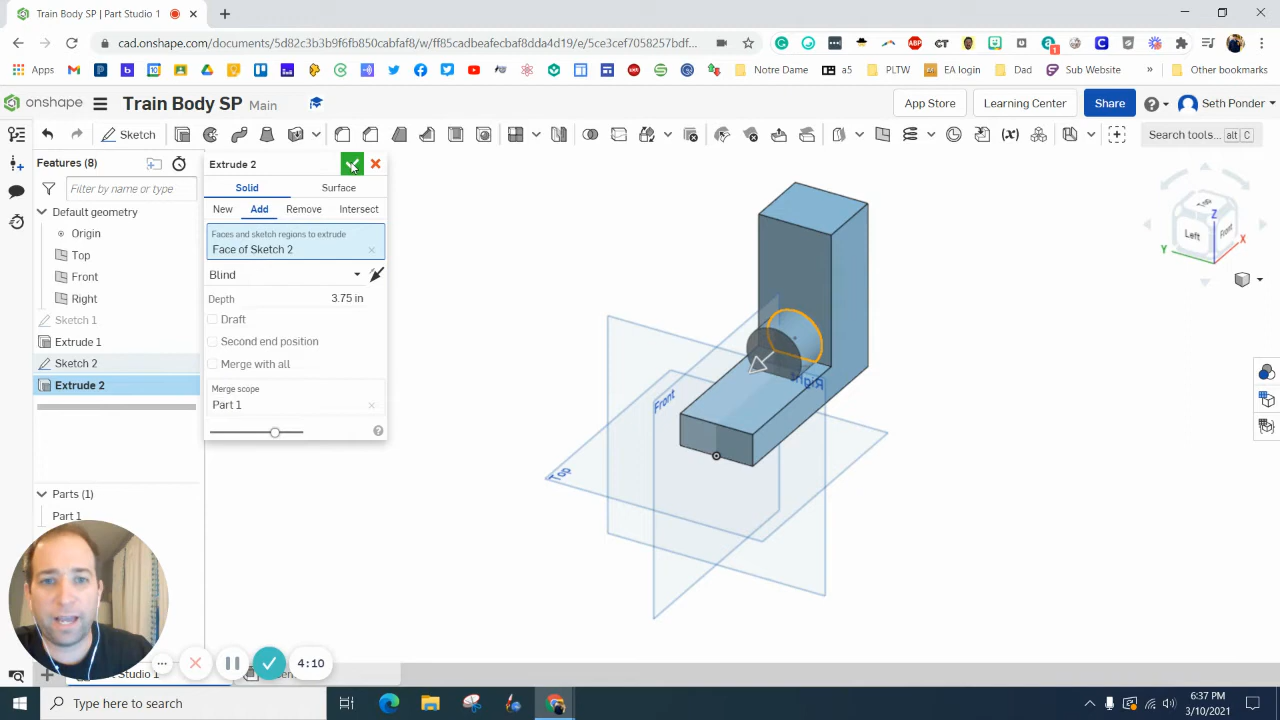 Train Body SP | Part Studio 1
cad.onshape.com/documents/5d82c3b3b9f6fb850cabfaf8/w/ff85cadbeafecbaf8dda4d19/e/5ce3cef7058527bdf...
Apps
Notre Dame
a5
PLTW
EA login
Dad
Sub Website
»
Other bookmarks
onshape
Train Body SP
Main
App Store
Learning Center
Share
Seth Ponder
Sketch
Search tools...
alt C
Features (8)
Filter by name or type
Default geometry
Origin
Top
Front
Right
Sketch 1
Extrude 1
Sketch 2
Extrude 2
Parts (1)
Part 1
Extrude 2
Solid
Surface
New
Add
Remove
Intersect
Faces and sketch regions to extrude
Face of Sketch 2
Blind
Depth
3.75 in
Draft
Second end position
Merge with all
Merge scope
Part 1
Front
Top
Right
Top
Left
Front
Z
Y
X
4:10
Type here to search
6:37 PM
3/10/2021